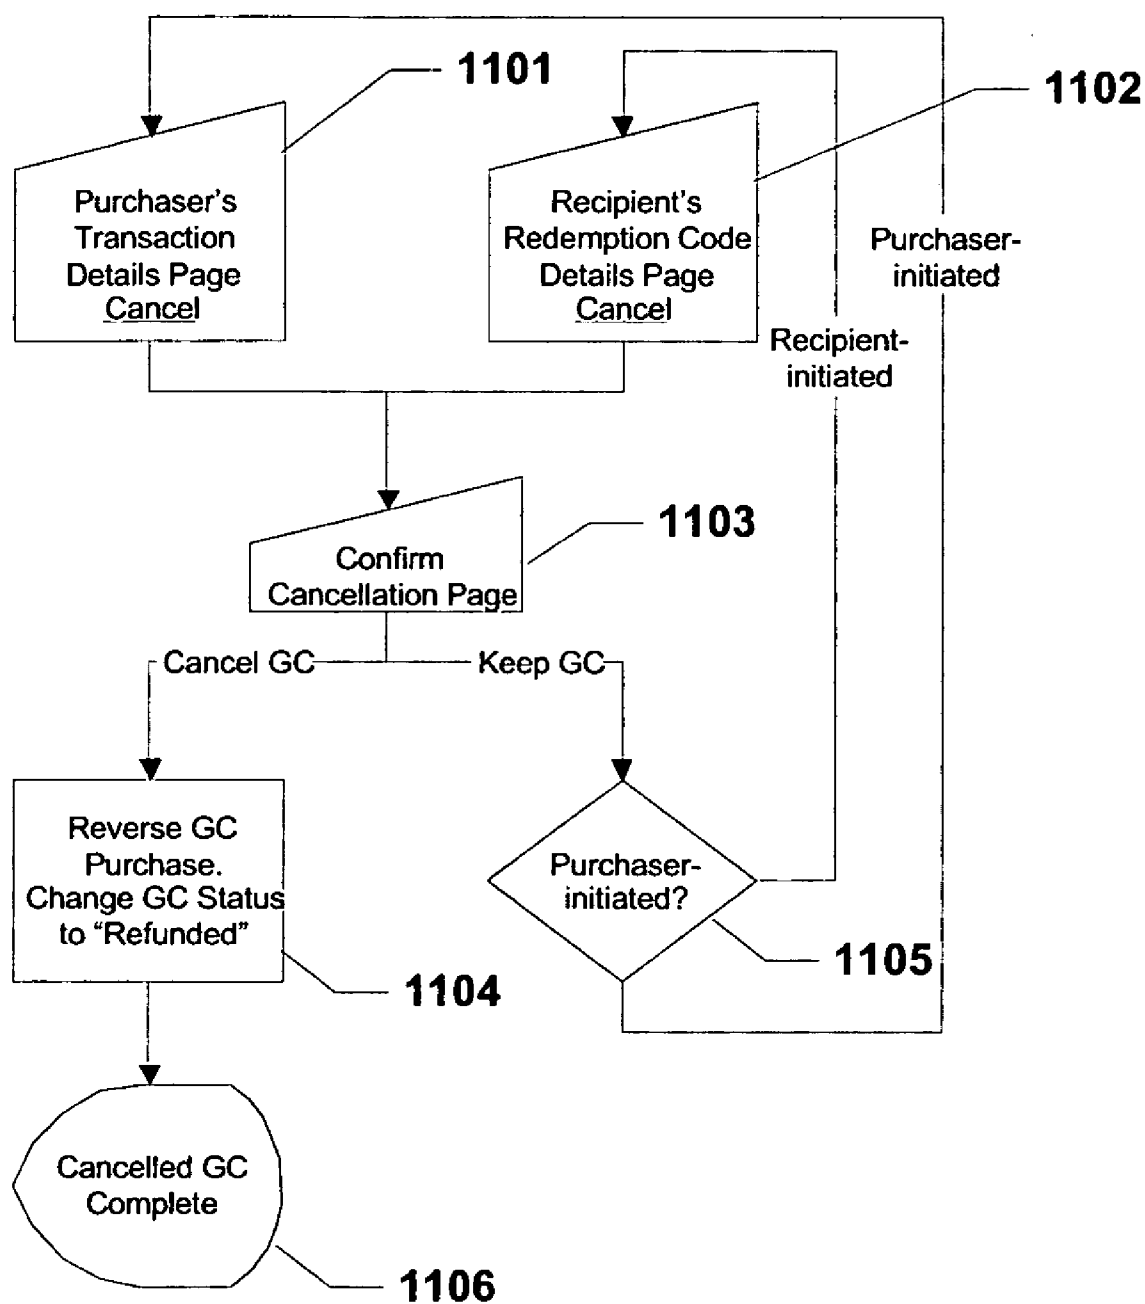 1101
1102
Purchaser's
Transaction
Details Page
Cancel
Recipient's
Redemption Code
Details Page
Cancel
Purchaser-
initiated
Recipient-
initiated
1103
Confirm
Cancellation Page
Cancel GC
Keep GC
Reverse GC
Purchase.
Change GC Status
to “Refunded”
Purchaser-
initiated?
1105
1104
Cancelled GC
Complete
1106